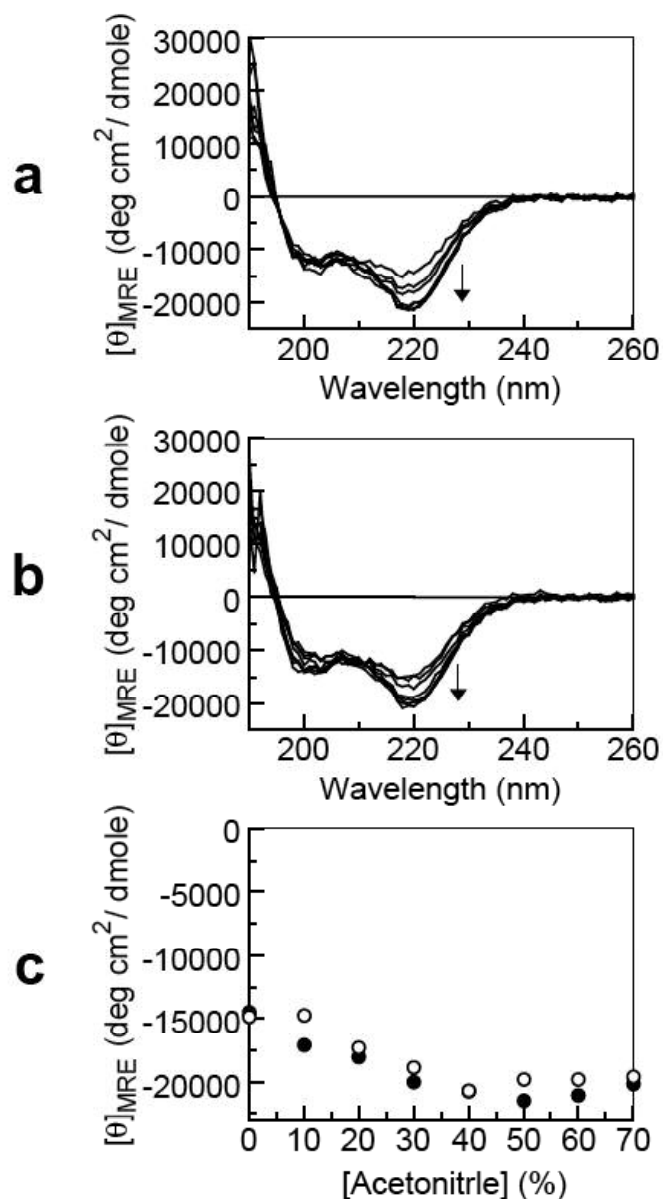 a
[θ]MRE (deg cm2/ dmole)
30000
20000
10000
0
-10000
-20000
200 220 240 260
Wavelength (nm)
b
[θ]MRE (deg cm2/ dmole)
30000
20000
10000
0
-10000
-20000
200 220 240 260
Wavelength (nm)
c
[θ]MRE (deg cm2/ dmole)
0
-5000
-10000
-15000
-20000
0 10 20 30 40 50 60 70
[Acetonitrle] (%)